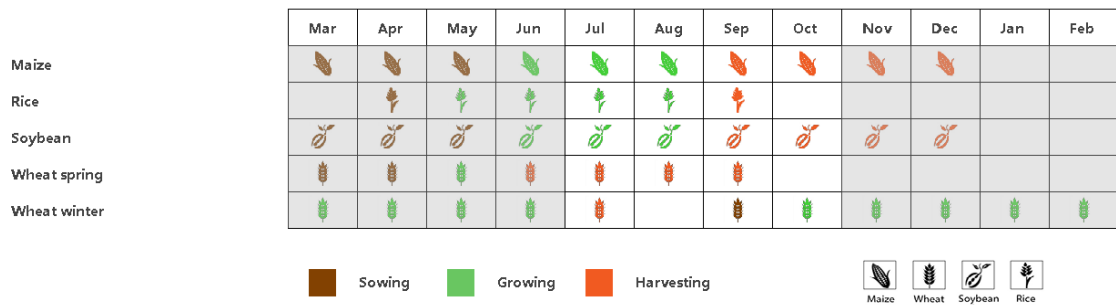 Mar Apr May Jun Jul Aug Sep Oct Nov Dec Jan Feb
Maize
Rice
Soybean
Wheat spring
Wheat winter
Sowing Growing Harvesting
Maize Wheat Soybean Rice